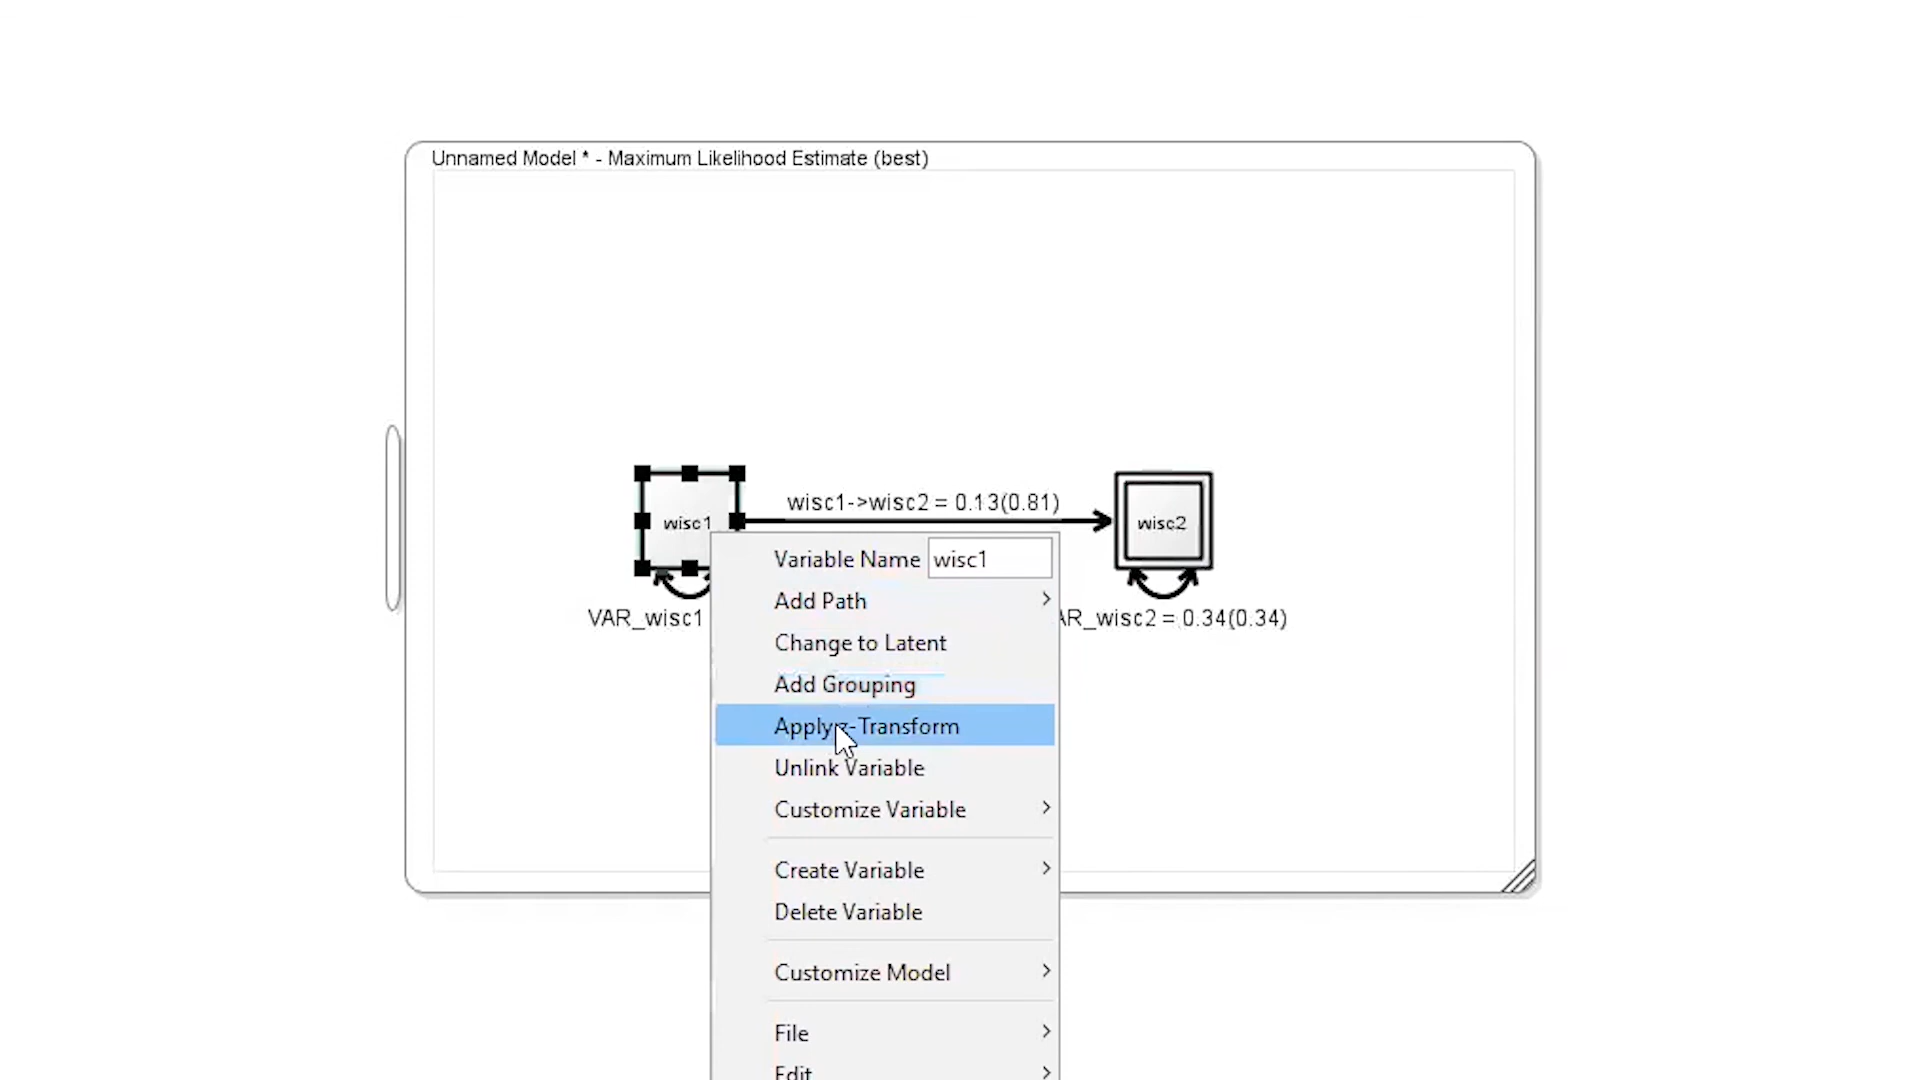 Unnamed Model * - Maximum Likelihood Estimate (best)
wisc1->wisc2 = 0.13(0.81)
wisc1
wisc2
VAR_wisc1
AR_wisc2 = 0.34(0.34)
Variable Name wisc1
Add Path
Change to Latent
Add Grouping
Apply z-Transform
Unlink Variable
Customize Variable
Create Variable
Delete Variable
Customize Model
File
Edit